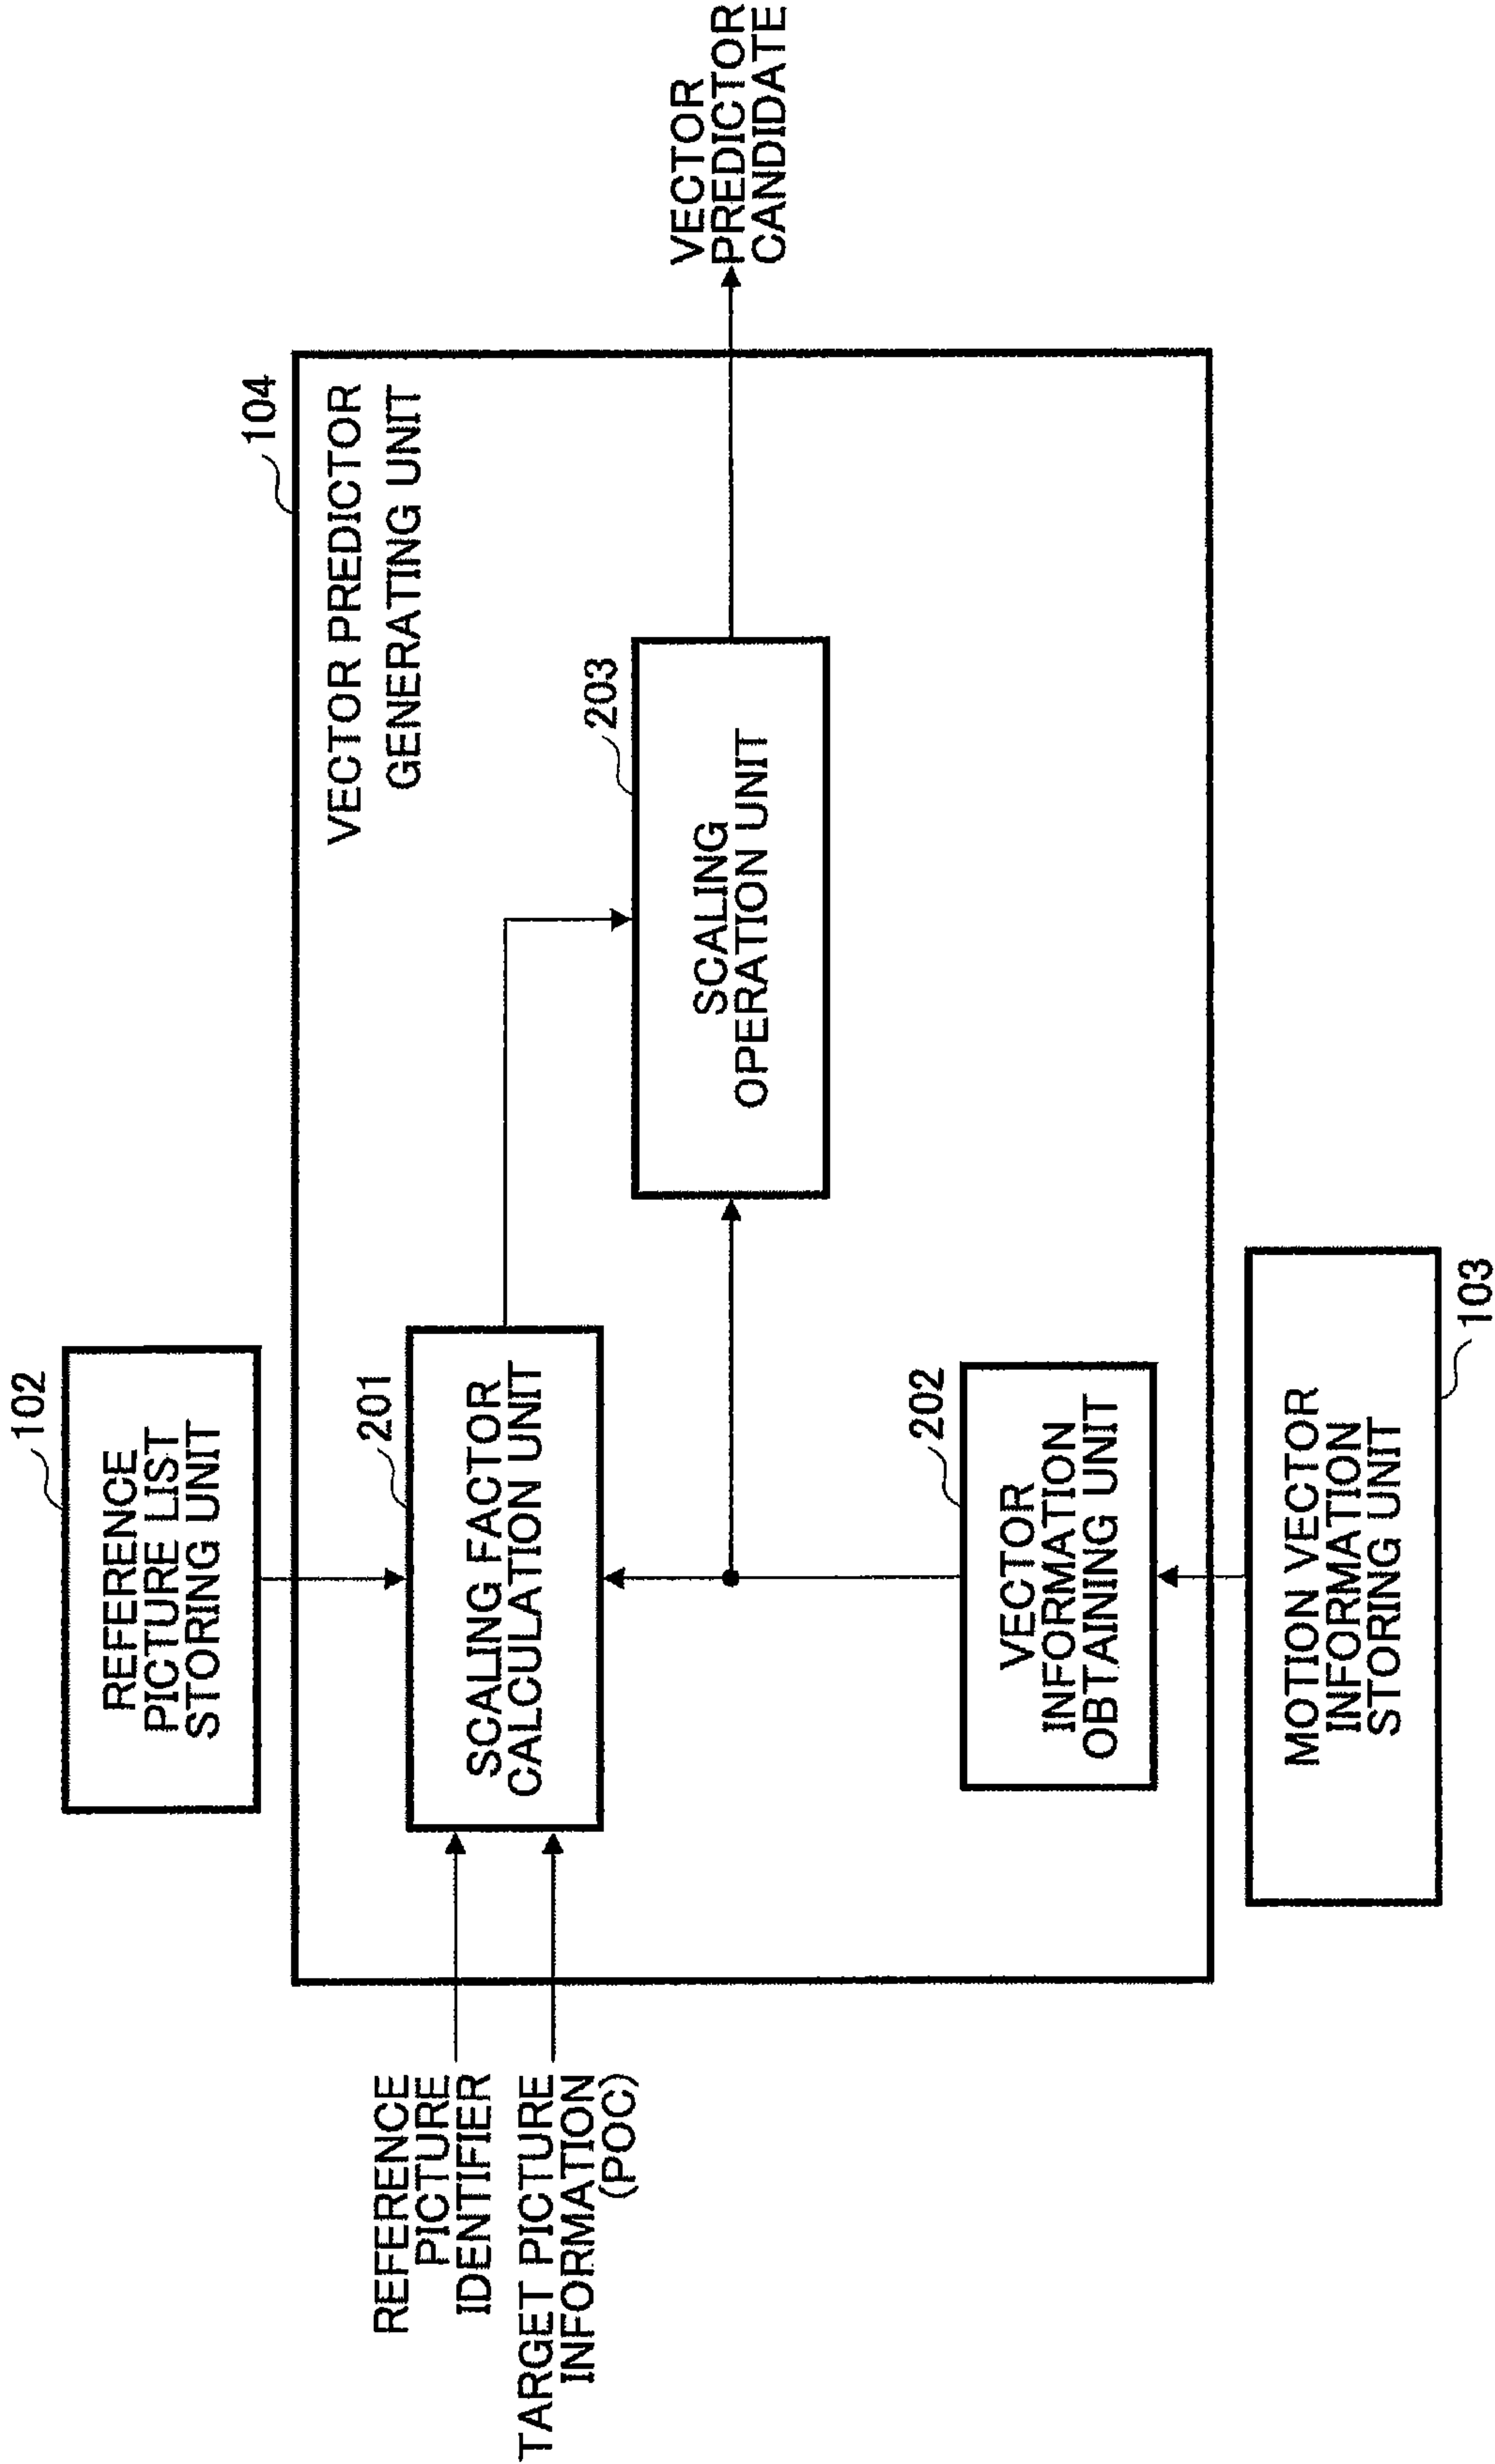 102
REFERENCE
PICTURE LIST
STORING UNIT
104
VECTOR PREDICTOR
GENERATING UNIT
REFERENCE
PICTURE
IDENTIFIER
TARGET PICTURE
INFORMATION
(POC)
201
SCALING FACTOR
CALCULATION UNIT
203
SCALING
OPERATION UNIT
VECTOR
PREDICTOR
CANDIDATE
202
VECTOR
INFORMATION
OBTAINING UNIT
MOTION VECTOR
INFORMATION
STORING UNIT
103